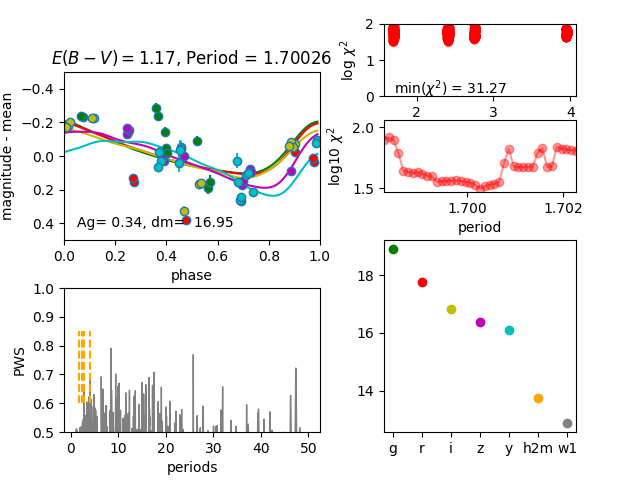 E(B − V) = 1.17, Period = 1.70026
−0.4
−0.2
0.0
0.2
0.4
magnitude - mean
Ag= 0.34, dm= 16.95
0.0 0.2 0.4 0.6 0.8 1.0
phase
2
1
0
log χ²
min(χ²) = 31.27
2 3 4
2.0
1.5
log10 χ²
1.700 1.702
period
1.0
0.9
0.8
0.7
0.6
0.5
PWS
0 10 20 30 40 50
periods
18
16
14
g r i z y h2m w1